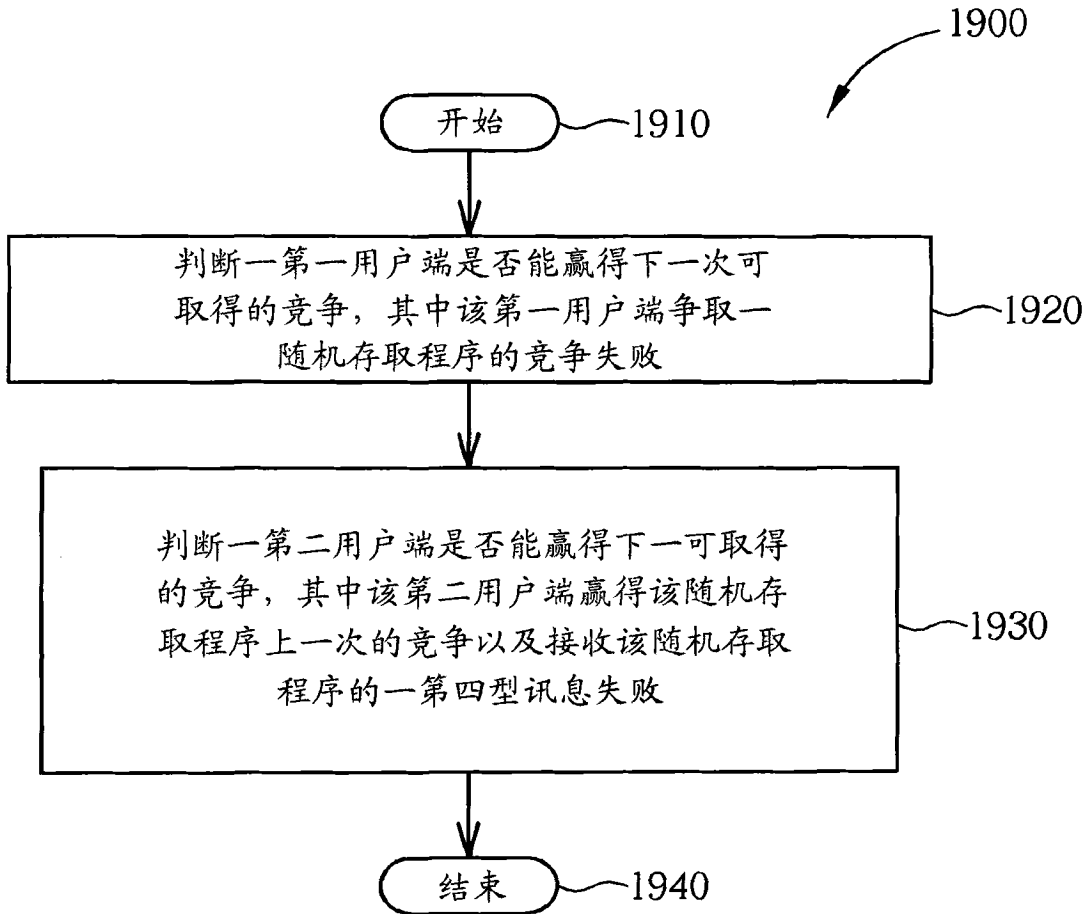 1900
开始
1910
判断一第一用户端是否能赢得下一次可
取得的竞争，其中该第一用户端争取一
随机存取程序的竞争失败
1920
判断一第二用户端是否能赢得下一可取得
的竞争，其中该第二用户端赢得该随机存
取程序上一次的竞争以及接收该随机存取
程序的一第四型讯息失败
1930
结束
1940